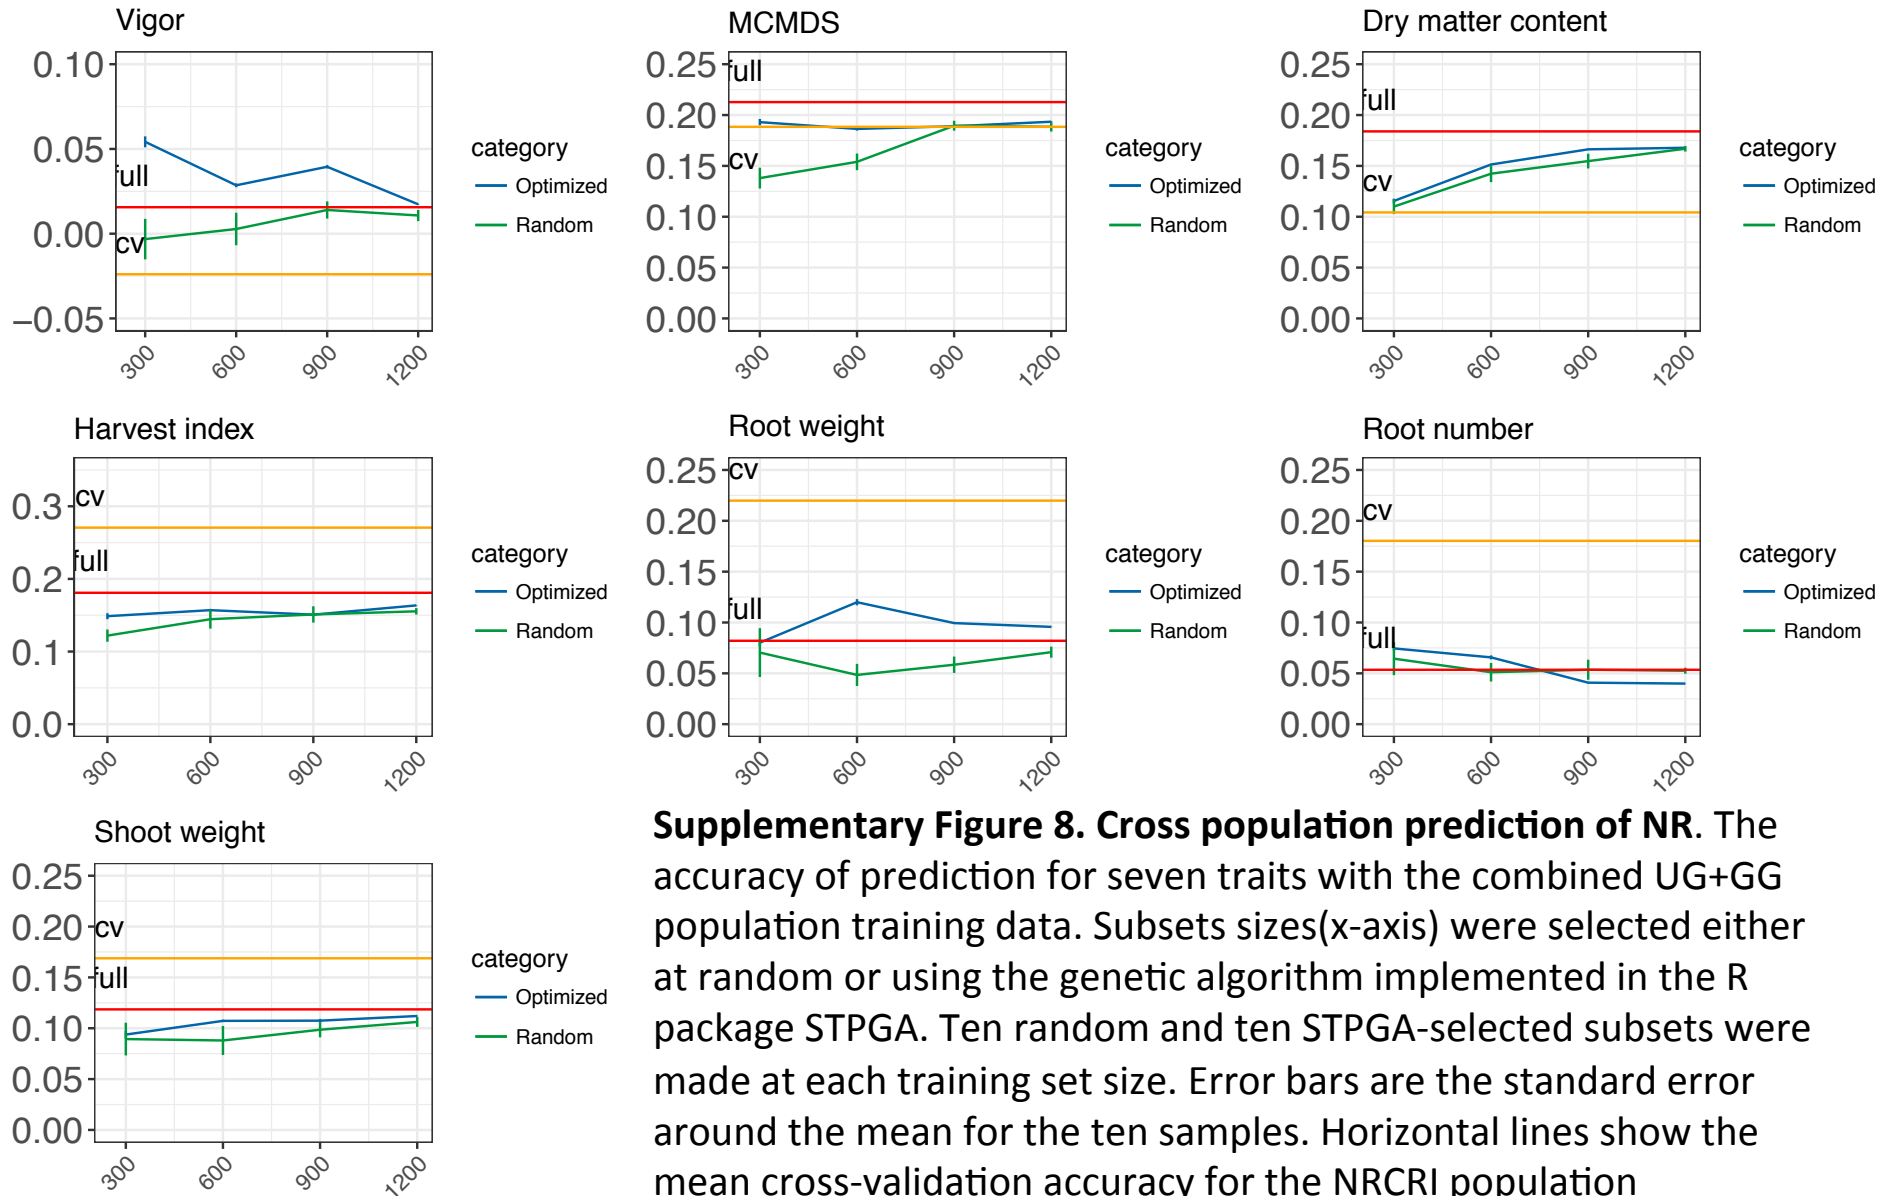 Vigor
0.10
0.05
0.00
−0.05
full
cv
300
600
900
1200
category
Optimized
Random
MCMDS
0.25
0.20
0.15
0.10
0.05
0.00
full
cv
300
600
900
1200
category
Optimized
Random
Dry matter content
0.25
0.20
0.15
0.10
0.05
0.00
full
cv
300
600
900
1200
category
Optimized
Random
Harvest index
0.3
0.2
0.1
0.0
cv
full
300
600
900
1200
category
Optimized
Random
Root weight
0.25
0.20
0.15
0.10
0.05
0.00
cv
full
300
600
900
1200
category
Optimized
Random
Root number
0.25
0.20
0.15
0.10
0.05
0.00
cv
full
300
600
900
1200
category
Optimized
Random
Shoot weight
0.25
0.20
0.15
0.10
0.05
0.00
cv
full
300
600
900
1200
category
Optimized
Random
Supplementary Figure 8. Cross population prediction of NR. The
accuracy of prediction for seven traits with the combined UG+GG
population training data. Subsets sizes(x-axis) were selected either
at random or using the genetic algorithm implemented in the R
package STPGA. Ten random and ten STPGA-selected subsets were
made at each training set size. Error bars are the standard error
around the mean for the ten samples. Horizontal lines show the
mean cross-validation accuracy for the NRCRI population